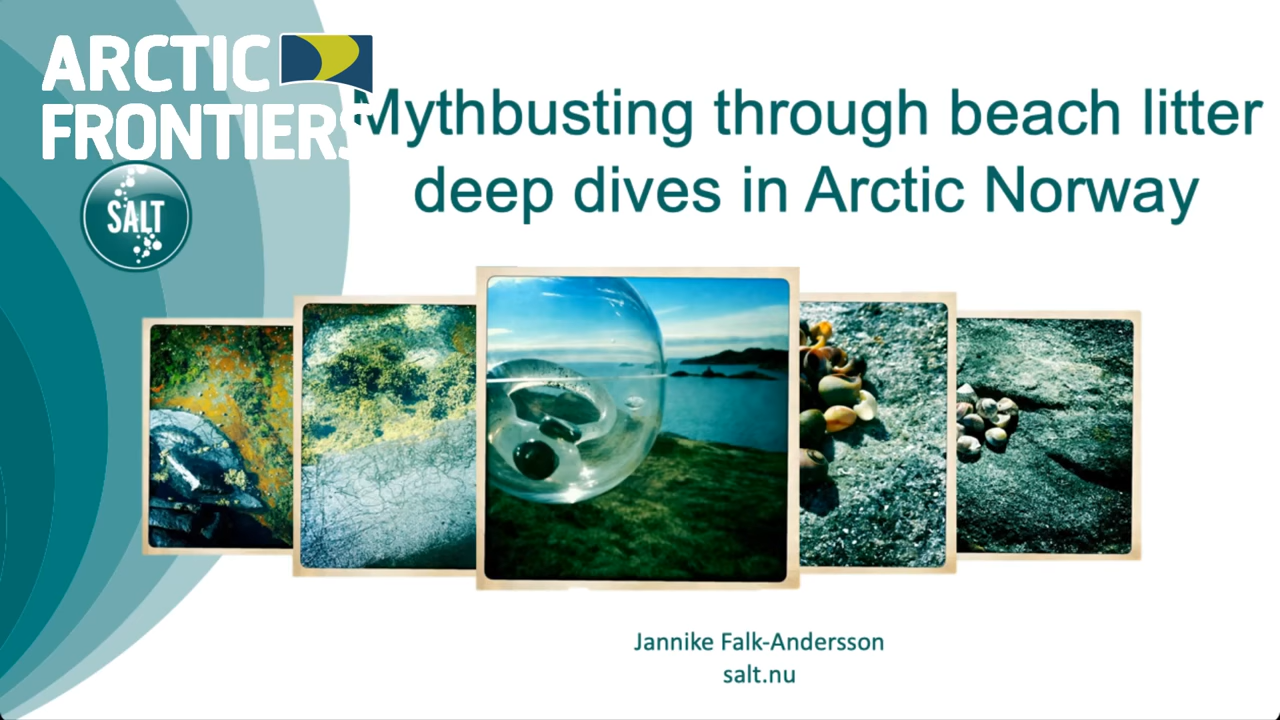 ARCTIC
FRONTIERS
SALT
Mythbusting through beach litter
deep dives in Arctic Norway
Jannike Falk-Andersson
salt.nu